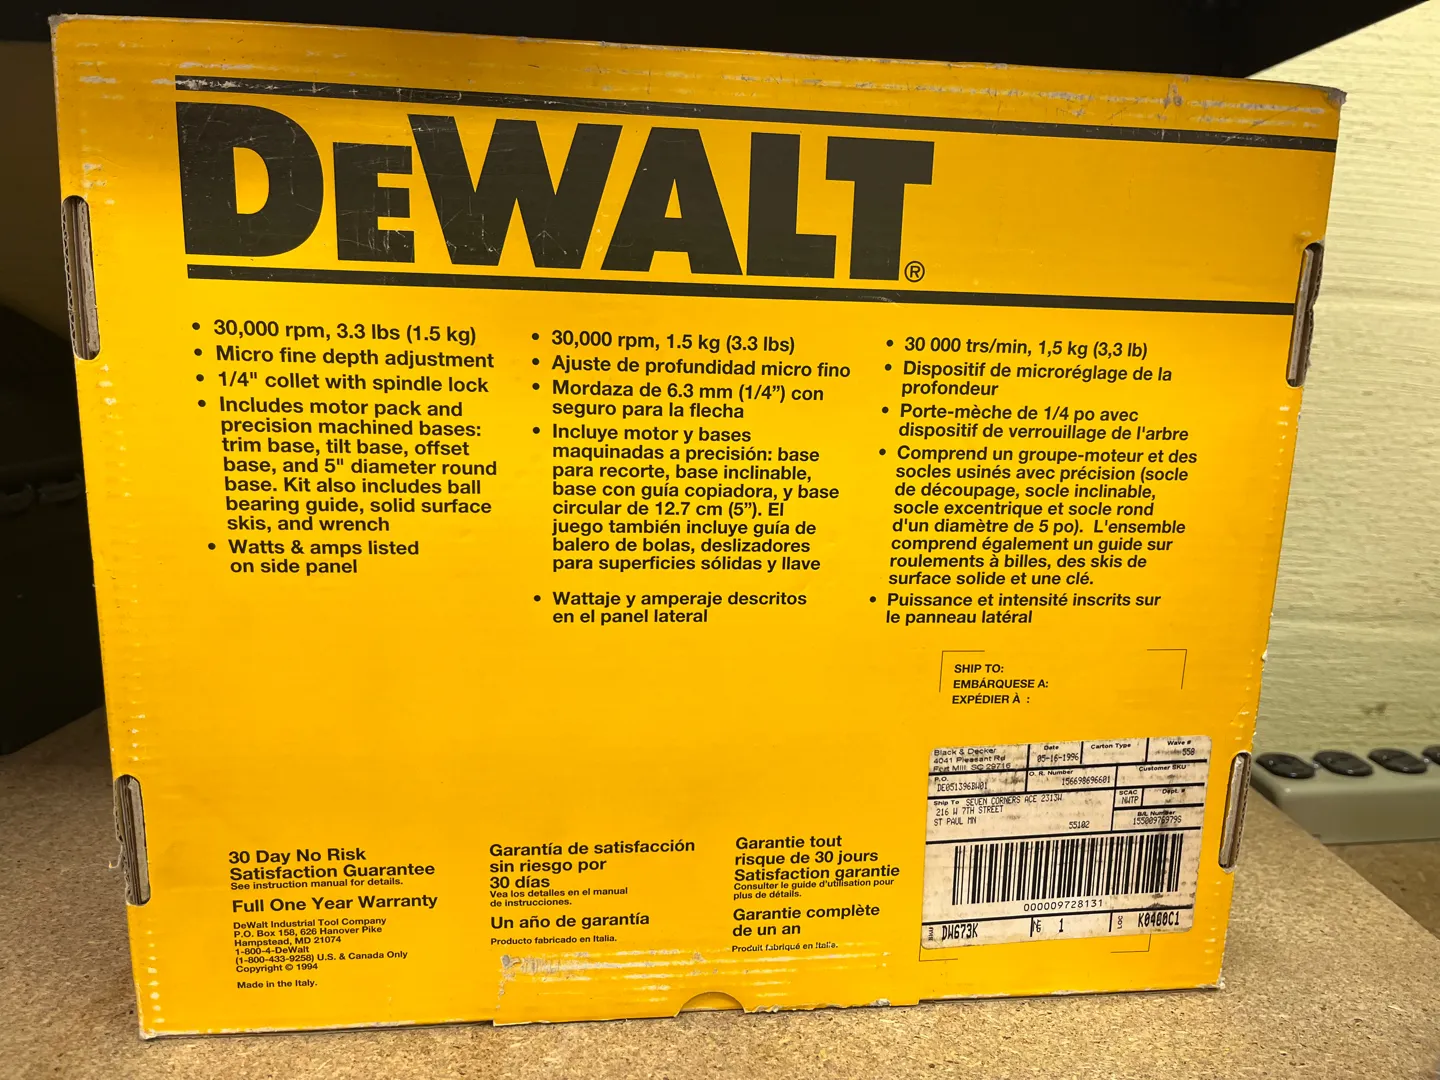 DEWALT®
• 30,000 rpm, 3.3 lbs (1.5 kg)
• Micro fine depth adjustment
• 1/4" collet with spindle lock
• Includes motor pack and
precision machined bases:
trim base, tilt base, offset
base, and 5" diameter round
base. Kit also includes ball
bearing guide, solid surface
skis, and wrench
• Watts & amps listed
on side panel
• 30,000 rpm, 1.5 kg (3.3 lbs)
• Ajuste de profundidad micro fino
• Mordaza de 6.3 mm (1/4”) con
seguro para la flecha
• Incluye motor y bases
maquinadas a precisión: base
para recorte, base inclinable,
base con guía copiadora, y base
circular de 12.7 cm (5”). El
juego también incluye guía de
balero de bolas, deslizadores
para superficies sólidas y llave
• Wattaje y amperaje descritos
en el panel lateral
• 30 000 trs/min, 1,5 kg (3,3 lb)
• Dispositif de microréglage de la
profondeur
• Porte-mèche de 1/4 po avec
dispositif de verrouillage de l'arbre
• Comprend un groupe-moteur et des
socles usinés avec précision (socle
de découpage, socle inclinable,
socle excentrique et socle rond
d'un diamètre de 5 po). L'ensemble
comprend également un guide sur
roulements à billes, des skis de
surface solide et une clé.
• Puissance et intensité inscrits sur
le panneau latéral
SHIP TO:
EMBÁRQUESE A:
EXPÉDIER À :
Black & Decker
4041 Pleasant Rd
Fort Mill SC 29716
Date
05-16-1996
Carton Type
Wave #
550
P.O.
DE051396BW01
O. R. Number
156698696601
Customer SKU
Ship To SEVEN CORNERS ACE 2313W
216 W 7TH STREET
ST PAUL MN
55102
SCAC
NWTP
Dept. #
B/L Number
15500976979S
000009728131
SKU
DW673K
1
LOC
K0400C1
30 Day No Risk
Satisfaction Guarantee
See instruction manual for details.
Full One Year Warranty
DeWalt Industrial Tool Company
P.O. Box 158, 626 Hanover Pike
Hampstead, MD 21074
1-800-4-DeWalt
(1-800-433-9258) U.S. & Canada Only
Copyright © 1994
Made in the Italy.
Garantía de satisfacción
sin riesgo por
30 días
Vea los detalles en el manual
de instrucciones.
Un año de garantía
Producto fabricado en Italia.
Garantie tout
risque de 30 jours
Satisfaction garantie
Consulter le guide d'utilisation pour
plus de détails.
Garantie complète
de un an
Produit fabriqué en Italie.